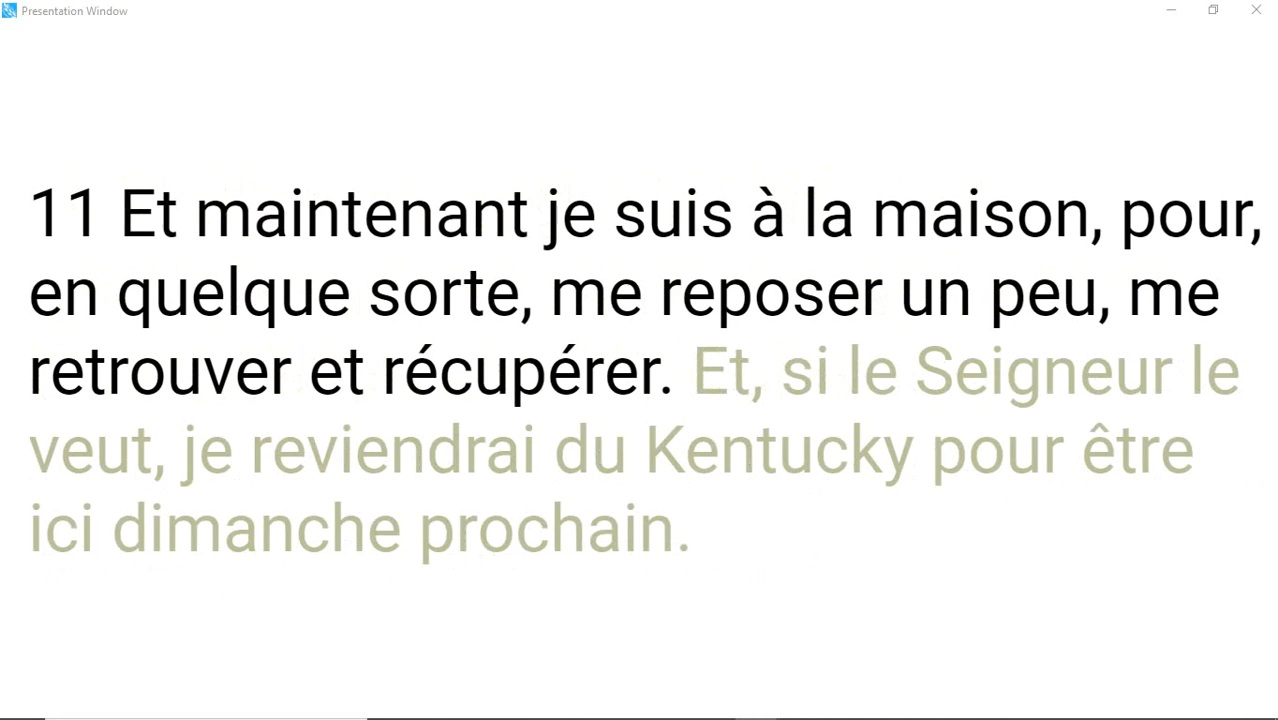 Presentation Window
11 Et maintenant je suis à la maison, pour,
en quelque sorte, me reposer un peu, me
retrouver et récupérer. Et, si le Seigneur le
veut, je reviendrai du Kentucky pour être
ici dimanche prochain.